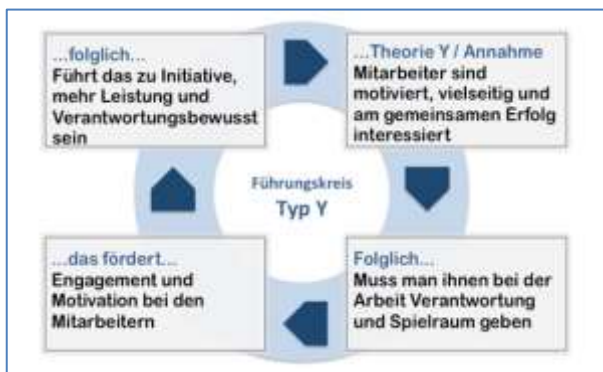 ...folglich...
Führt das zu Initiative,
mehr Leistung und
Verantwortungsbewusst
sein
...Theorie Y / Annahme
Mitarbeiter sind
motiviert, vielseitig und
am gemeinsamen Erfolg
interessiert
Führungskreis
Typ Y
...das fördert...
Engagement und
Motivation bei den
Mitarbeitern
Folglich...
Muss man ihnen bei der
Arbeit Verantwortung
und Spielraum geben